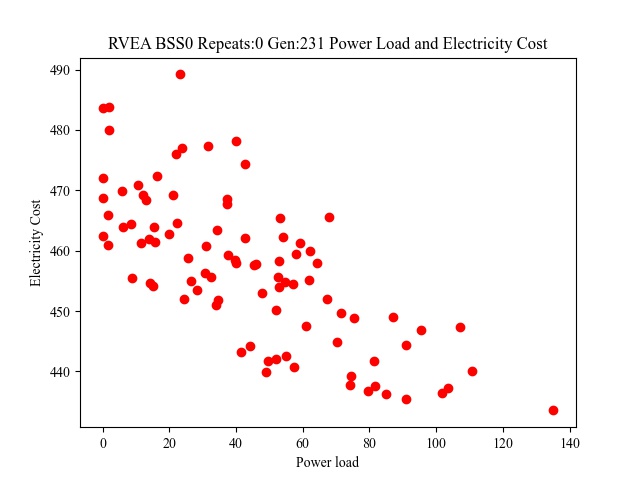 RVEA BSS0 Repeats:0 Gen:231 Power Load and Electricity Cost
490
480
470
460
450
440
Electricity Cost
0 20 40 60 80 100 120 140
Power load